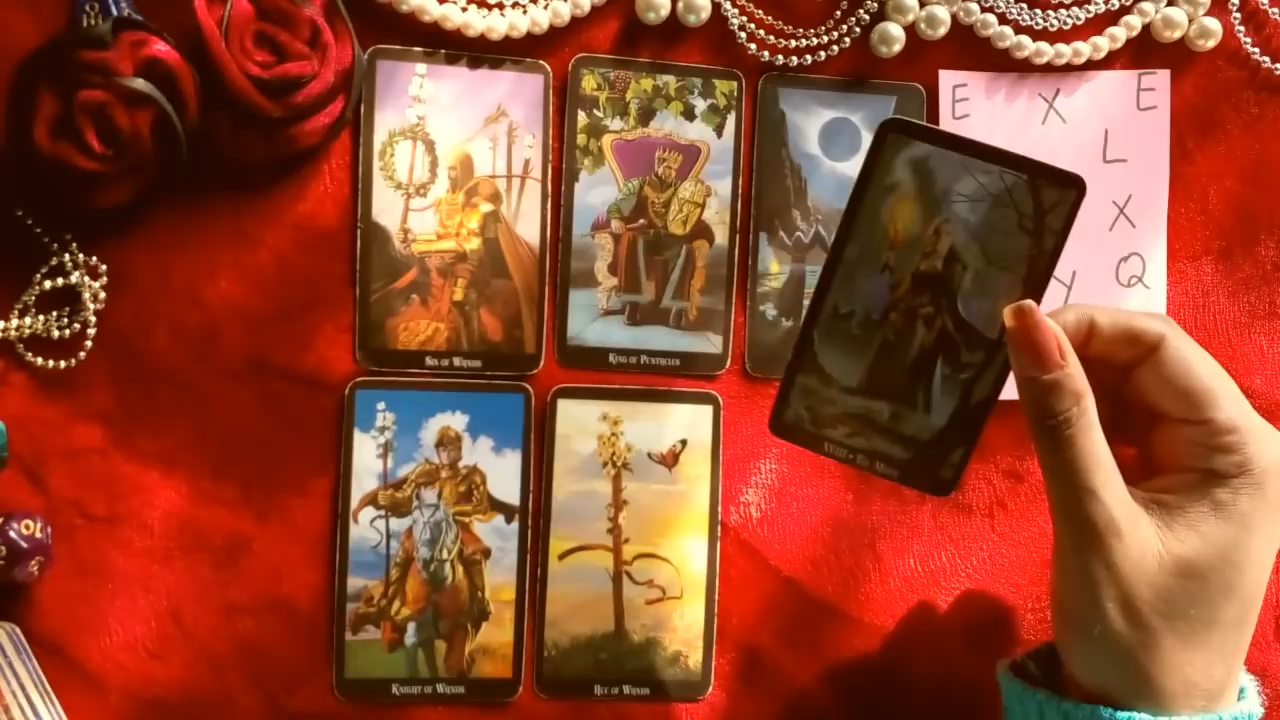 E X E
L
X
Y Q
Six of Wands
King of Pentacles
XVIII • The Moon
Knight of Wands
Ace of Wands